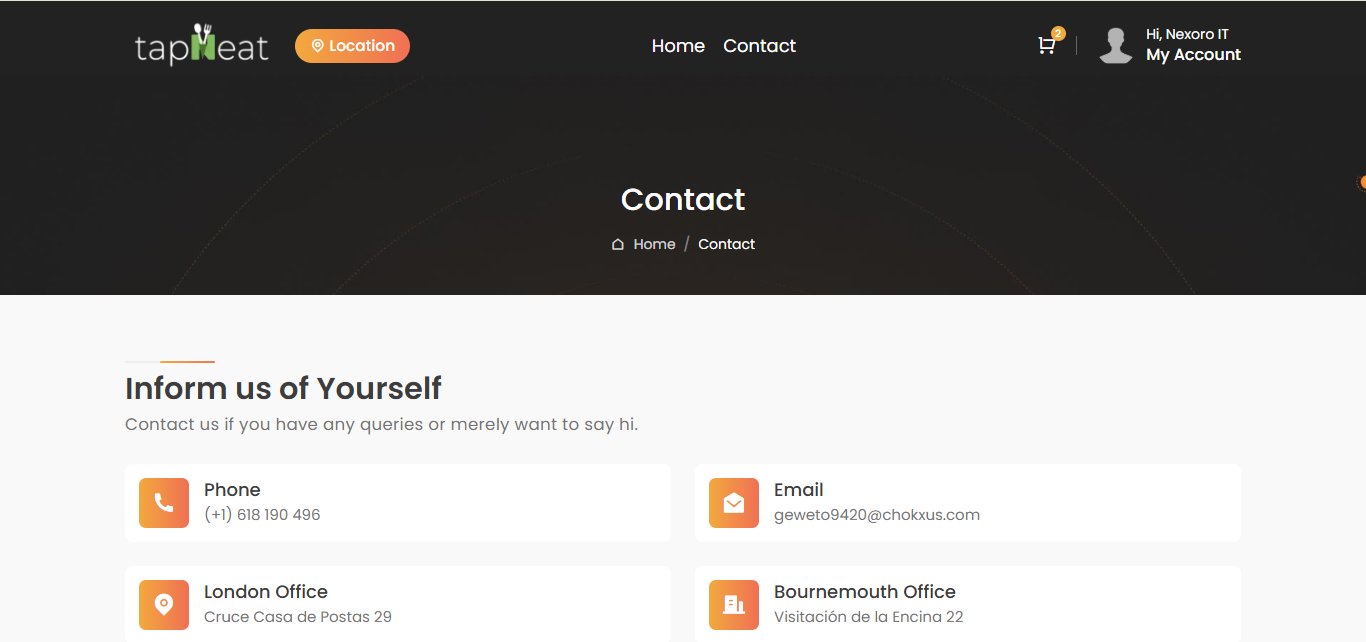 tapNeat
Location
Home
Contact
2
Hi, Nexoro IT
My Account
Contact
Home / Contact
Inform us of Yourself
Contact us if you have any queries or merely want to say hi.
Phone
(+1) 618 190 496
Email
geweto9420@chokxus.com
London Office
Cruce Casa de Postas 29
Bournemouth Office
Visitación de la Encina 22